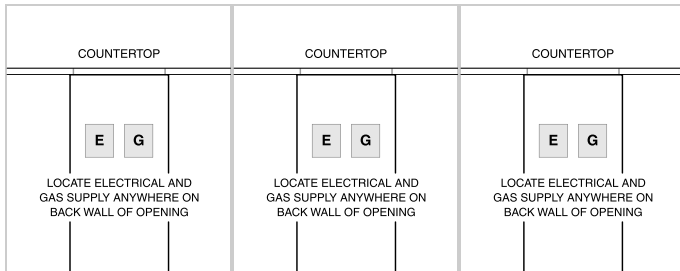 COUNTERTOP
E G
LOCATE ELECTRICAL AND
GAS SUPPLY ANYWHERE ON
BACK WALL OF OPENING
COUNTERTOP
E G
LOCATE ELECTRICAL AND
GAS SUPPLY ANYWHERE ON
BACK WALL OF OPENING
COUNTERTOP
E G
LOCATE ELECTRICAL AND
GAS SUPPLY ANYWHERE ON
BACK WALL OF OPENING